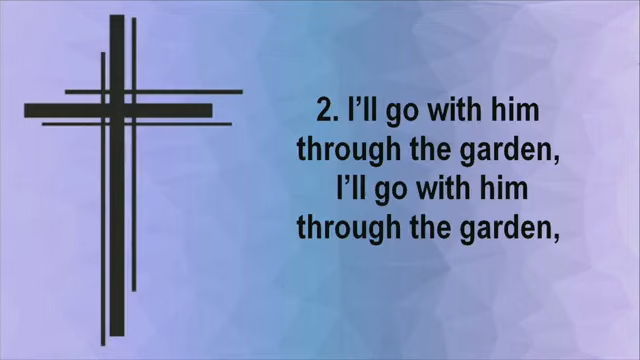 2. I’ll go with him
through the garden,
I’ll go with him
through the garden,